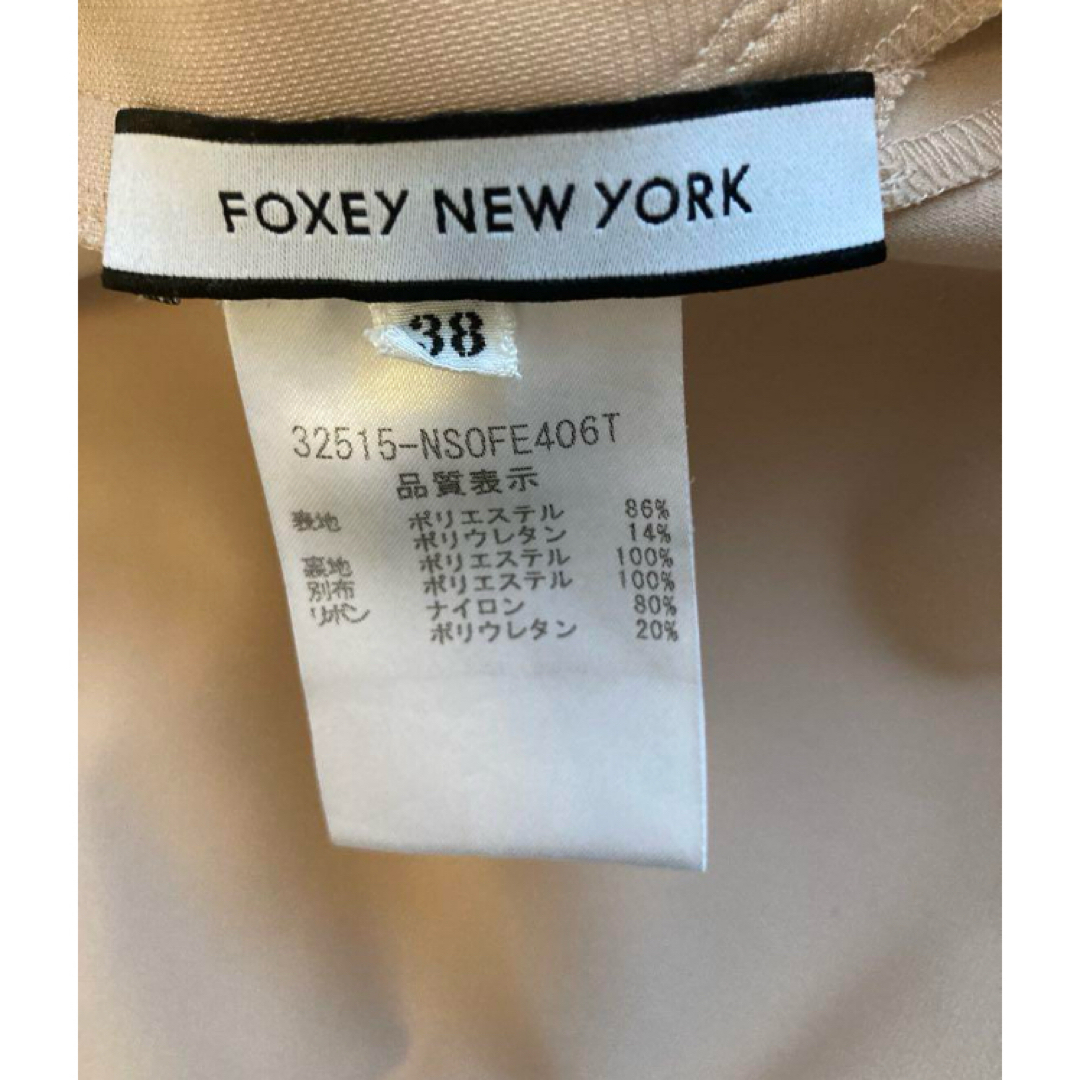 FOXEY NEW YORK
38
32515-NSOFE406T
品質表示
表地 ポリエステル 86%
ポリウレタン 14%
裏地 ポリエステル 100%
別布 ポリエステル 100%
リボン ナイロン 80%
ポリウレタン 20%